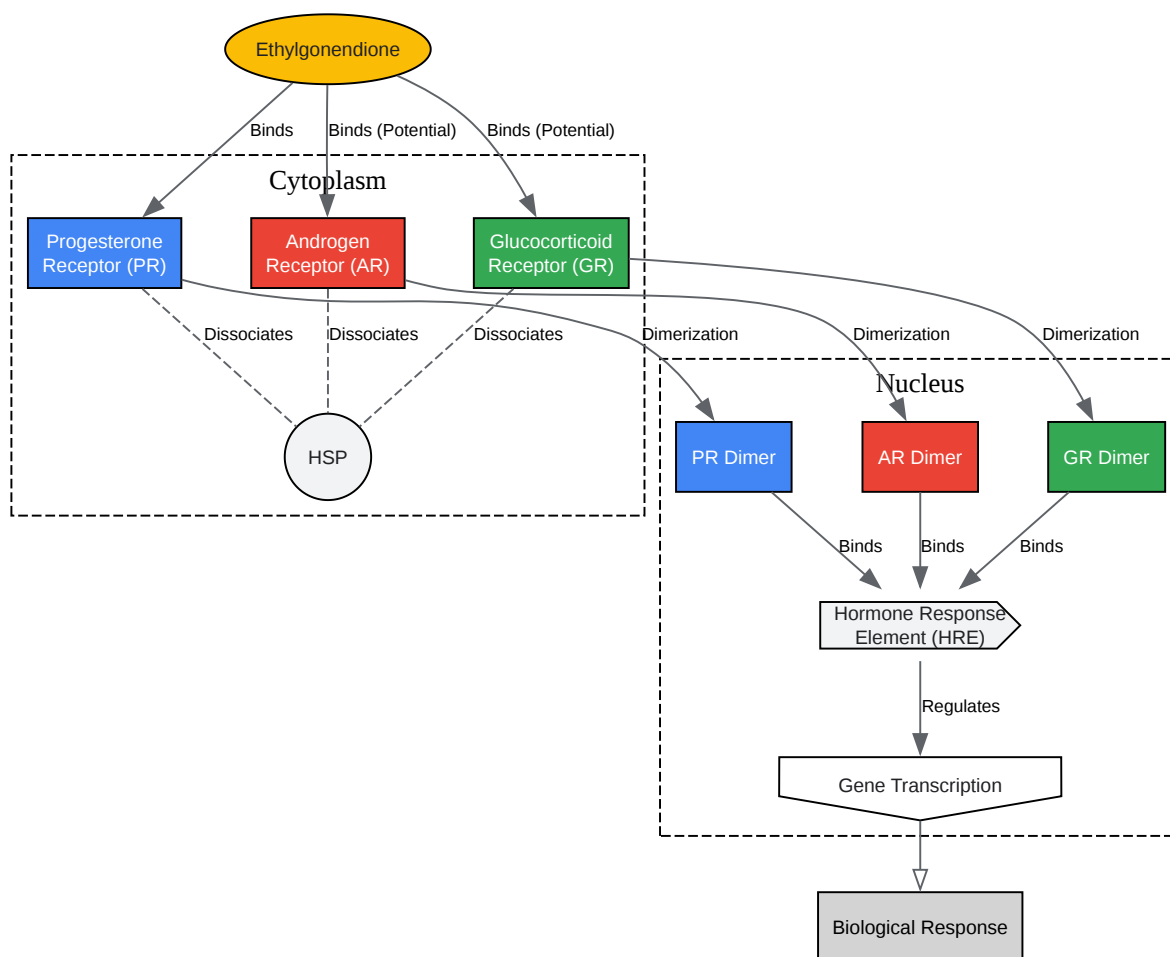 Ethylgonendione
Binds
Binds (Potential)
Binds (Potential)
Cytoplasm
Progesterone
Receptor (PR)
Androgen
Receptor (AR)
Glucocorticoid
Receptor (GR)
Dissociates
Dissociates
Dissociates
Dimerization
Dimerization
Dimerization
Nucleus
HSP
PR Dimer
AR Dimer
GR Dimer
Binds
Binds
Binds
Hormone Response
Element (HRE)
Regulates
Gene Transcription
Biological Response